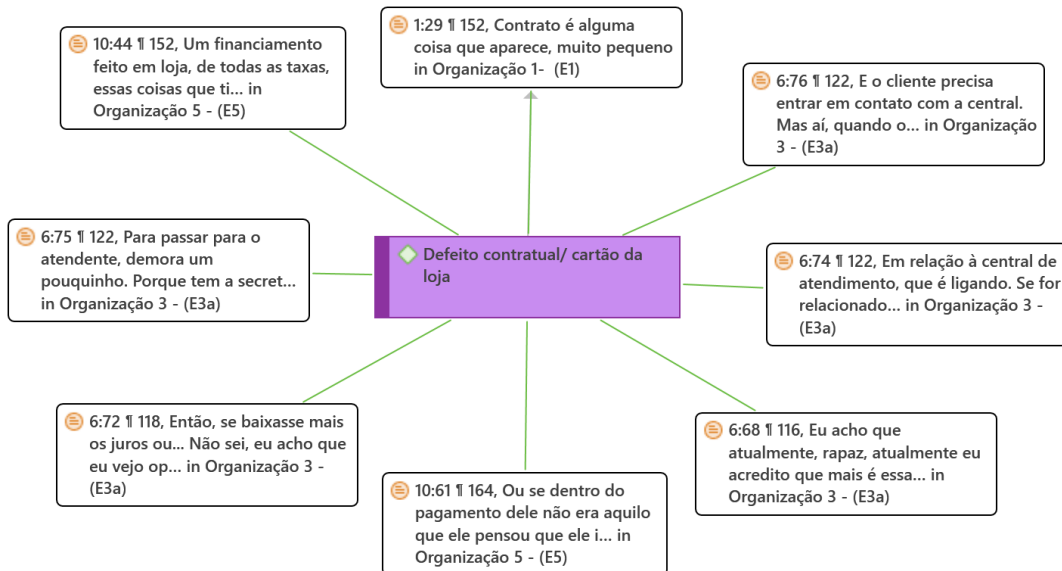 10:44 ¶ 152, Um financiamento
feito em loja, de todas as taxas,
essas coisas que ti... in
Organização 5 - (E5)
1:29 ¶ 152, Contrato é alguma
coisa que aparece, muito pequeno
in Organização 1-  (E1)
6:76 ¶ 122, E o cliente precisa
entrar em contato com a central.
Mas aí, quando o... in Organização
3 - (E3a)
6:75 ¶ 122, Para passar para o
atendente, demora um
pouquinho. Porque tem a secret...
in Organização 3 - (E3a)
Defeito contratual/ cartão da
loja
6:74 ¶ 122, Em relação à central de
atendimento, que é ligando. Se for
relacionado... in Organização 3 -
(E3a)
6:72 ¶ 118, Então, se baixasse mais
os juros ou... Não sei, eu acho que
eu vejo op... in Organização 3 -
(E3a)
10:61 ¶ 164, Ou se dentro do
pagamento dele não era aquilo
que ele pensou que ele i... in
Organização 5 - (E5)
6:68 ¶ 116, Eu acho que
atualmente, rapaz, atualmente eu
acredito que mais é essa... in
Organização 3 - (E3a)